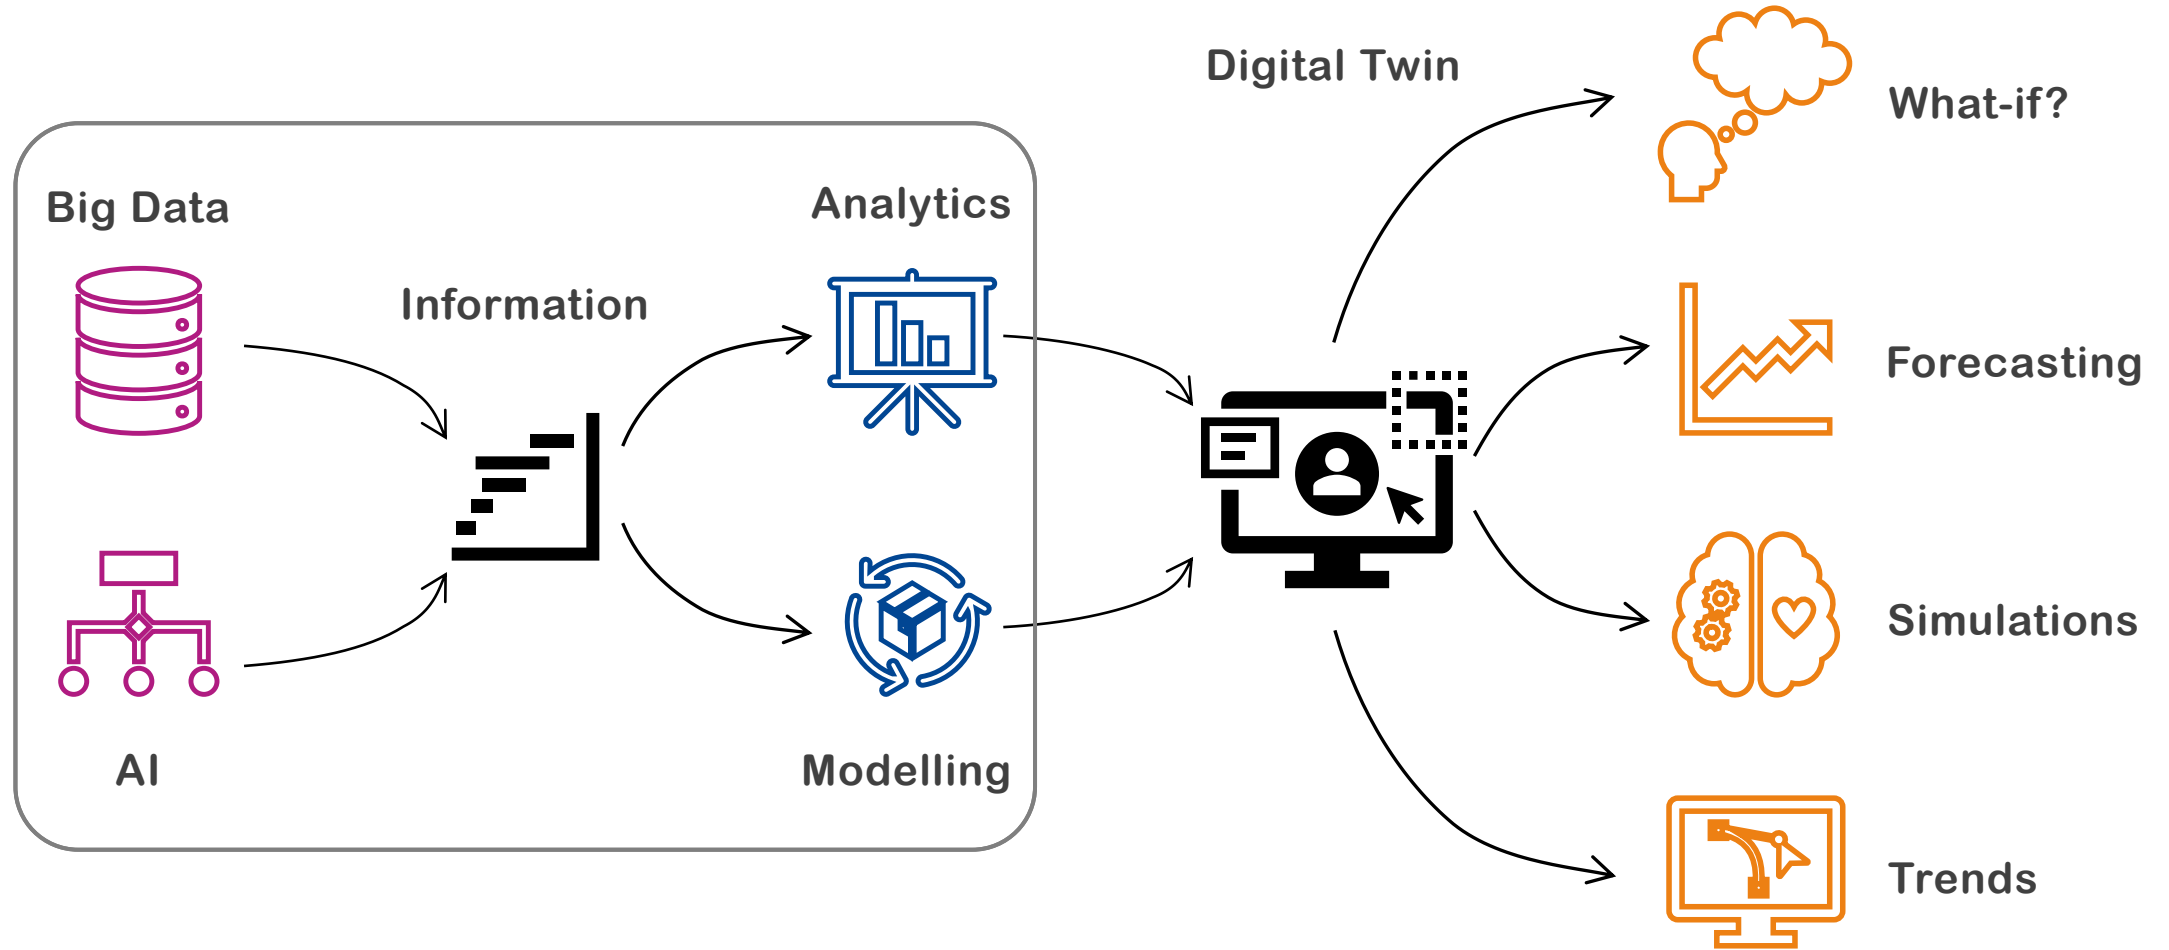 Digital Twin
What-if?
Big Data
Analytics
Information
Forecasting
Simulations
AI
Modelling
Trends